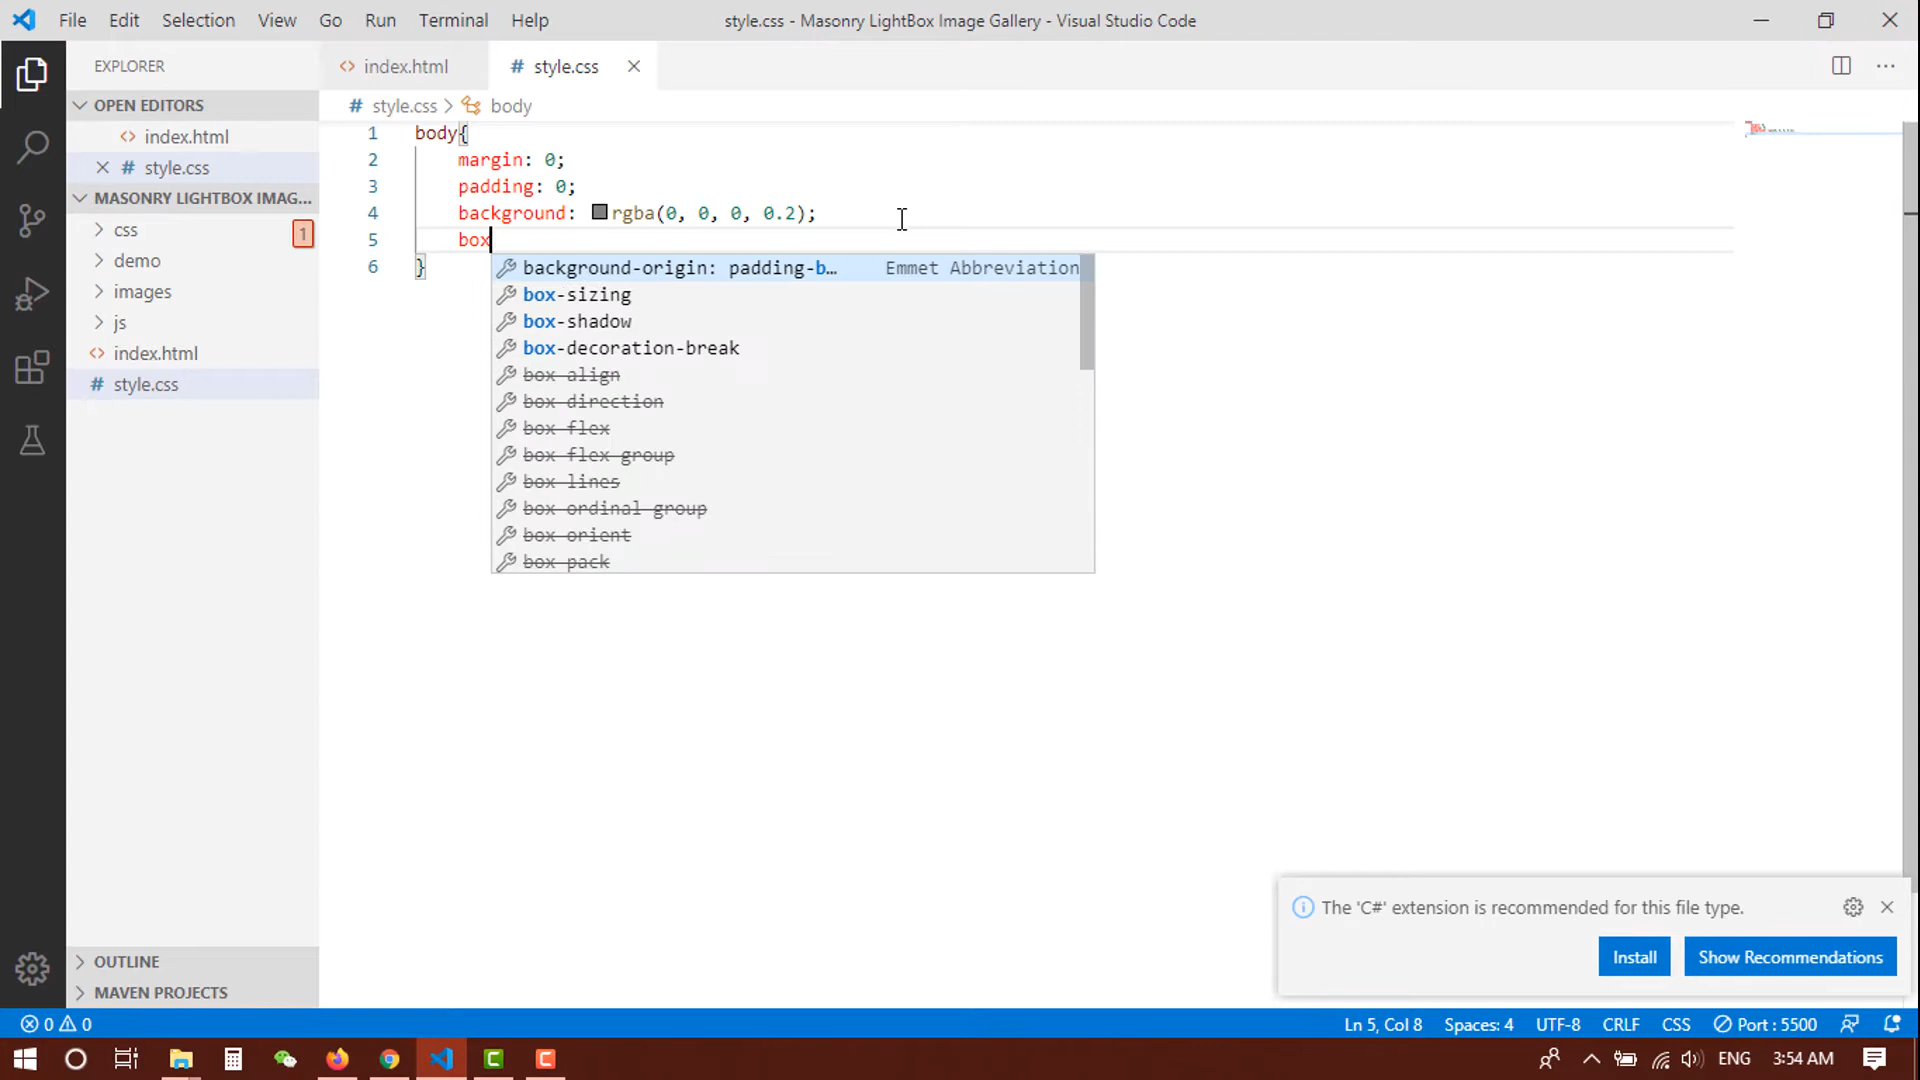 File Edit Selection View Go Run Terminal Help
style.css - Masonry LightBox Image Gallery - Visual Studio Code
EXPLORER
index.html
style.css
OPEN EDITORS
index.html
style.css
MASONRY LIGHTBOX IMAG...
css
1
demo
images
js
index.html
style.css
OUTLINE
MAVEN PROJECTS
# style.css > body
1 body{
2 margin: 0;
3 padding: 0;
4 background: rgba(0, 0, 0, 0.2);
5 box
6 }
background-origin: padding-b... Emmet Abbreviation
box-sizing
box-shadow
box-decoration-break
box-align
box-direction
box-flex
box-flex-group
box-lines
box-ordinal-group
box-orient
box-pack
The 'C#' extension is recommended for this file type.
Install Show Recommendations
0 0 Ln 5, Col 8 Spaces: 4 UTF-8 CRLF CSS Port : 5500
ENG 3:54 AM